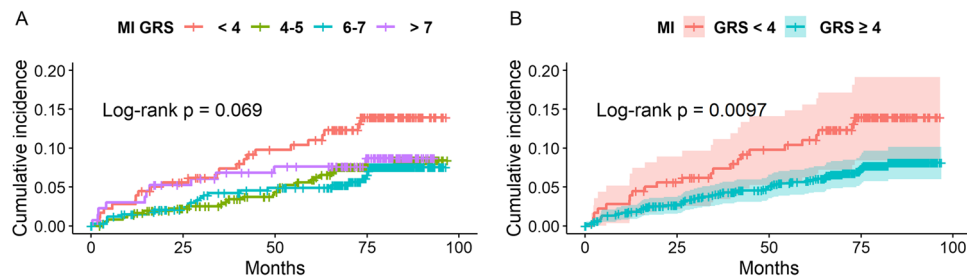 A
MI GRS < 4 4-5 6-7 > 7
Cumulative incidence
0.20
0.15
0.10
0.05
0.00
Log-rank p = 0.069
0 25 50 75 100
Months
B
MI GRS < 4 GRS ≥ 4
Cumulative incidence
0.20
0.15
0.10
0.05
0.00
Log-rank p = 0.0097
0 25 50 75 100
Months